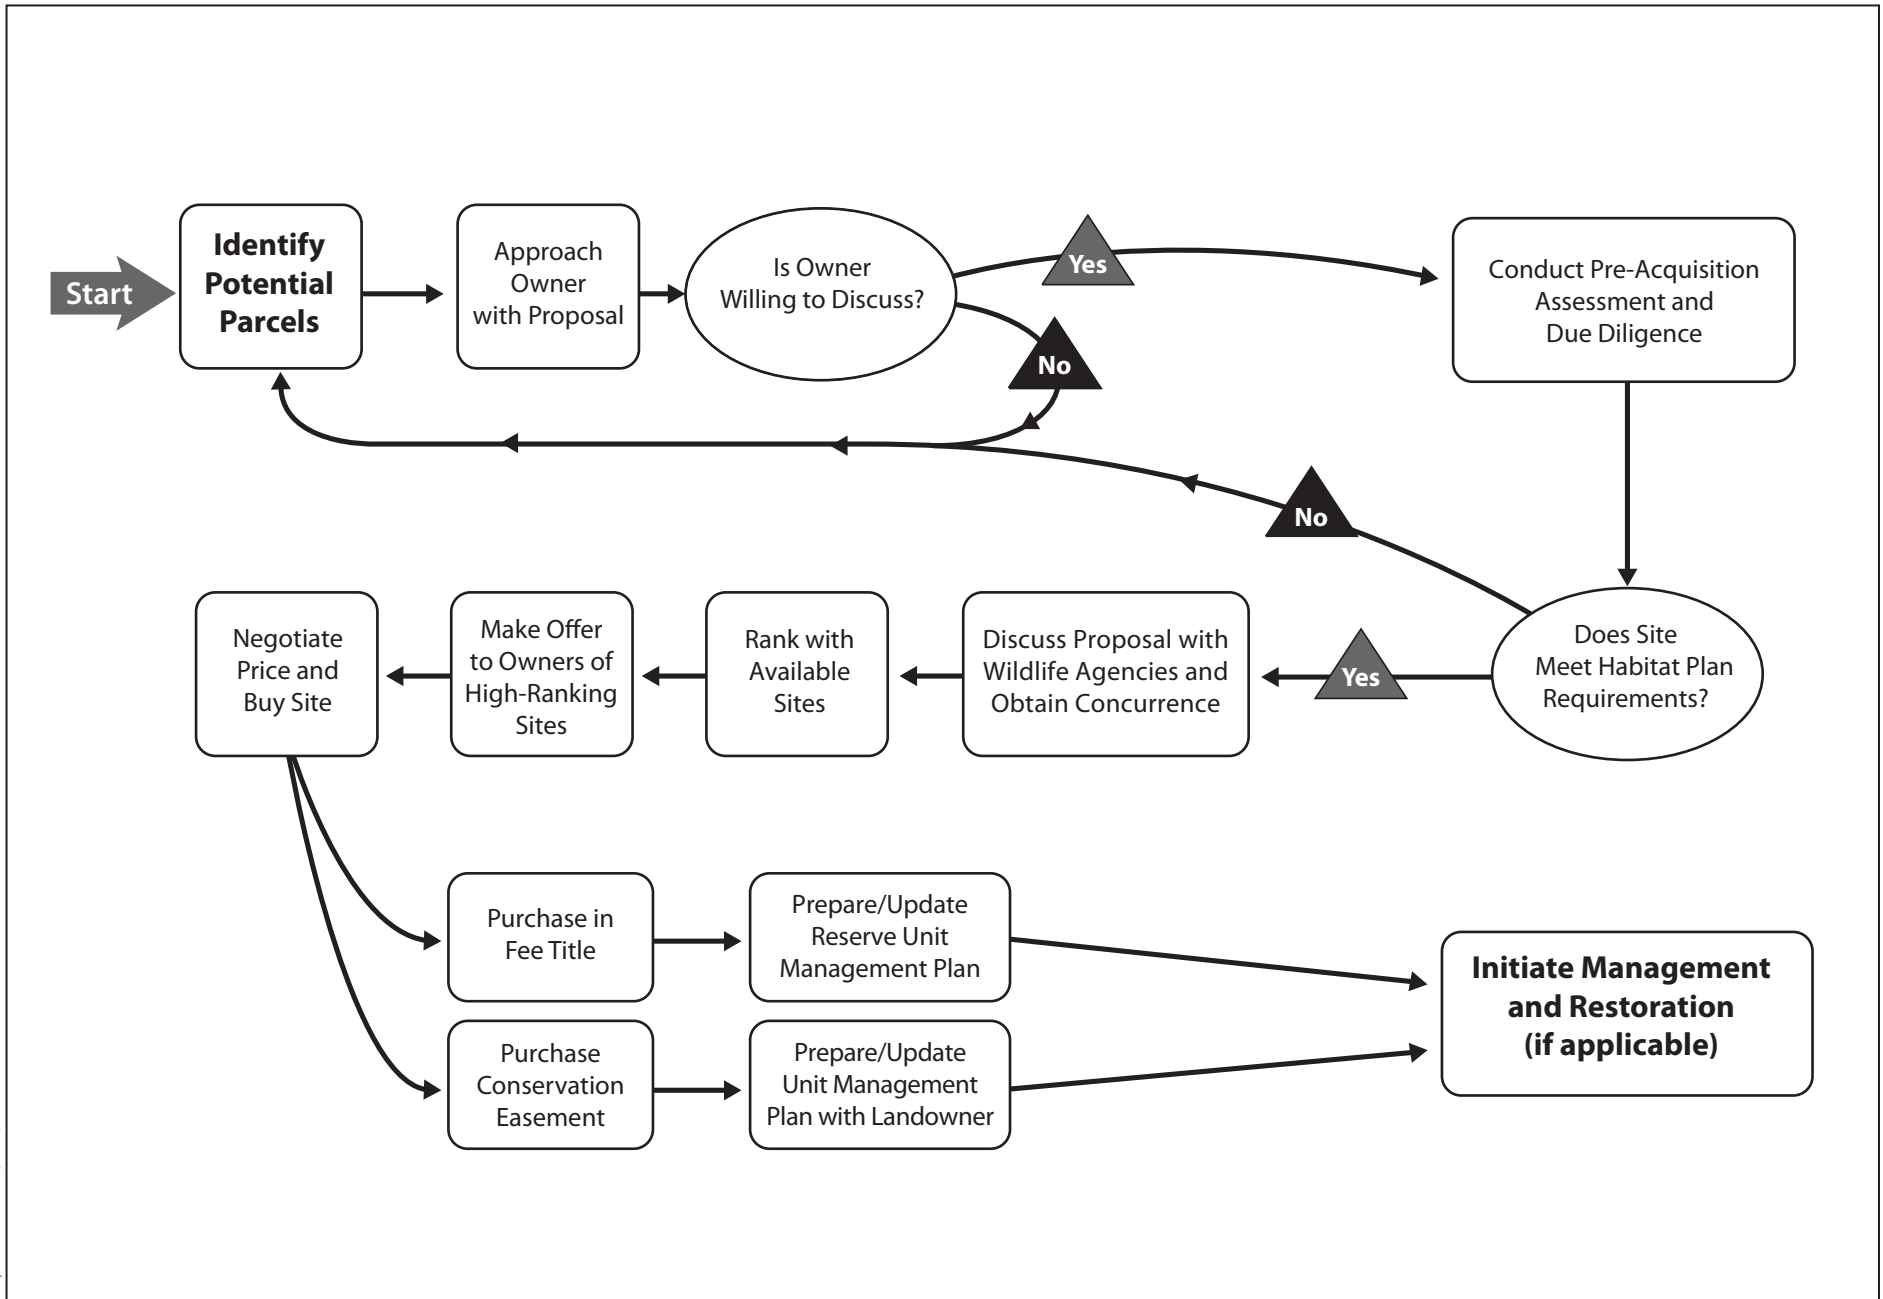 Start
Identify
Potential
Parcels
Approach
Owner
with Proposal
Is Owner
Willing to Discuss?
Yes
No
Conduct Pre-Acquisition
Assessment and
Due Diligence
No
Does Site
Meet Habitat Plan
Requirements?
Yes
Discuss Proposal with
Wildlife Agencies and
Obtain Concurrence
Rank with
Available
Sites
Make Offer
to Owners of
High-Ranking
Sites
Negotiate
Price and
Buy Site
Purchase in
Fee Title
Prepare/Update
Reserve Unit
Management Plan
Purchase
Conservation
Easement
Prepare/Update
Unit Management
Plan with Landowner
Initiate Management
and Restoration
(if applicable)